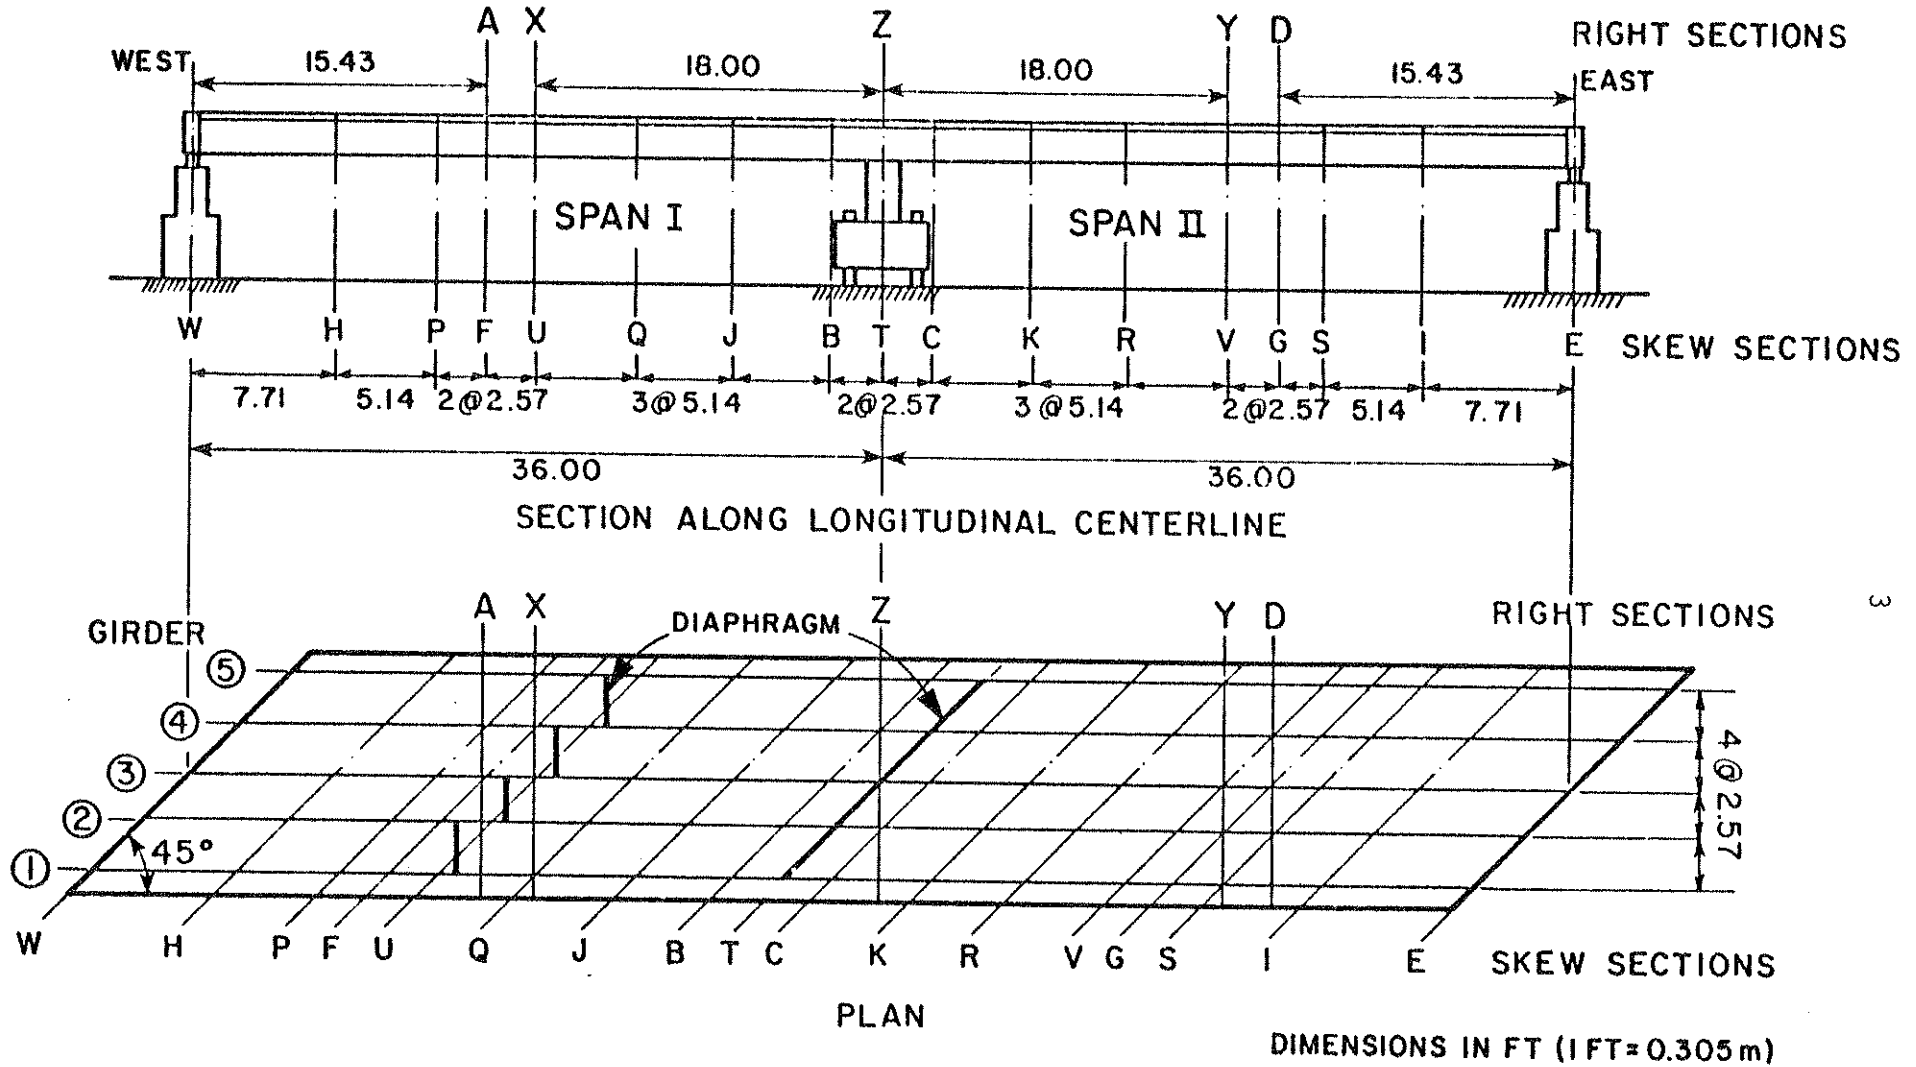 A X Z Y D RIGHT SECTIONS
WEST 15.43 18.00 18.00 15.43 EAST
SPAN I SPAN II
W H P F U Q J B T C K R V G S I E SKEW SECTIONS
7.71 5.14 2@2.57 3@5.14 2@2.57 3@5.14 2@2.57 5.14 7.71
36.00 36.00
SECTION ALONG LONGITUDINAL CENTERLINE
A X Z Y D RIGHT SECTIONS
3
GIRDER DIAPHRAGM
5
4
3
2
1
45°
4@2.57
W H P F U Q J B T C K R V G S I E SKEW SECTIONS
PLAN
DIMENSIONS IN FT (1 FT=0.305m)